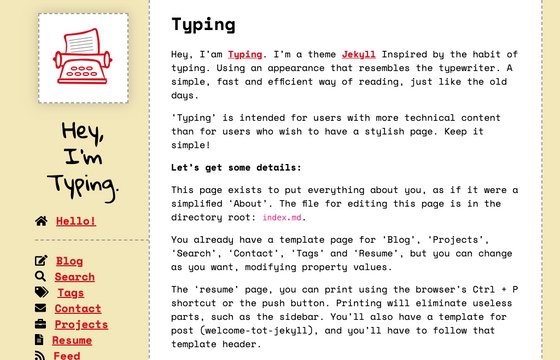 Hey,
I'm
Typing.
Hello!
Blog
Search
Tags
Contact
Projects
Resume
Feed
Typing
Hey, I’am Typing. I’m a theme Jekyll Inspired by the habit of
typing. Using an appearance that resembles the typewriter. A
simple, fast and efficient way of reading, just like the old
days.
‘Typing’ is intended for users with more technical content
than for users who wish to have a stylish page. Keep it
simple!
Let’s get some details:
This page exists to put everything about you, as if it were a
simplified ‘About’. The file for editing this page is in the
directory root: index.md.
You already have a template page for ‘Blog’, ‘Projects’,
‘Search’, ‘Contact’, ‘Tags’ and ‘Resume’, but you can change
as you want, modifying property values.
The ‘resume’ page, you can print using the browser’s Ctrl + P
shortcut or the push button. Printing will eliminate useless
parts, such as the sidebar. You’ll also have a template for
post (welcome-tot-jekyll), and you’ll have to follow that
template header.